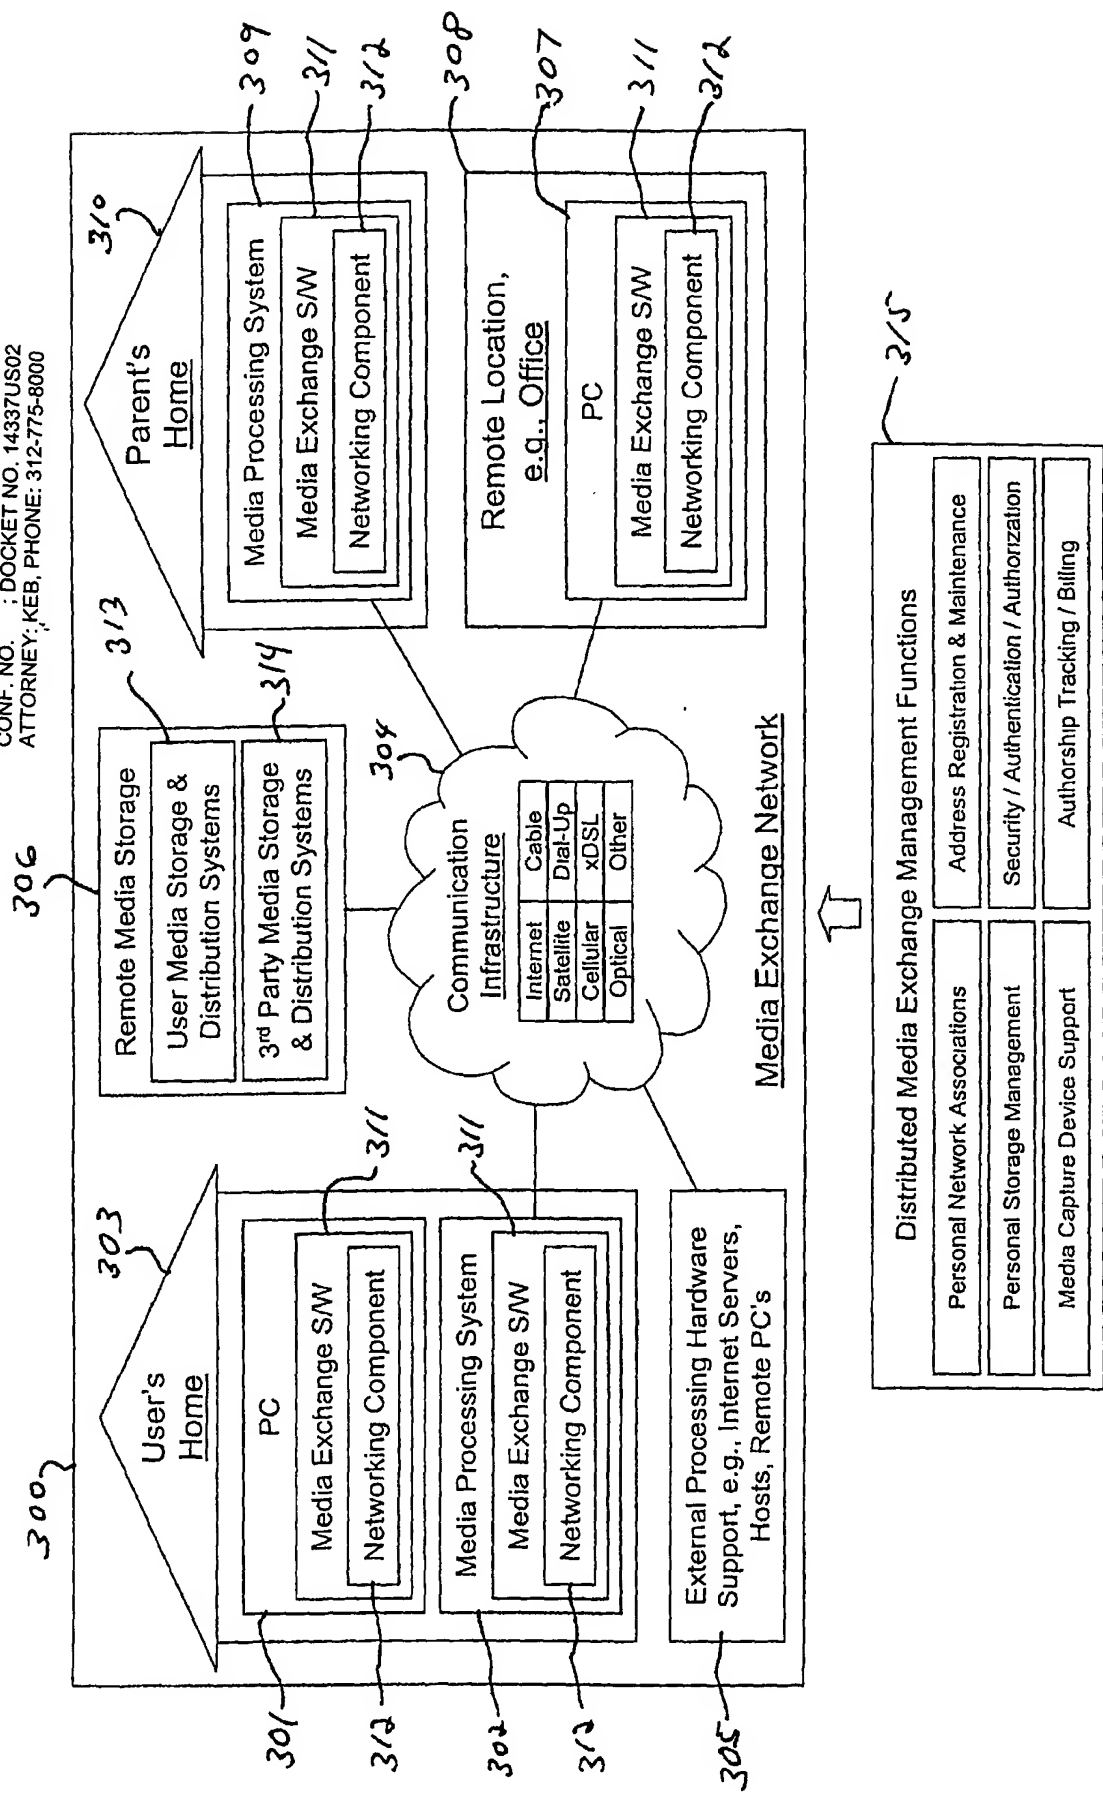 CONF. NO. ; DOCKET NO. 14337US02
ATTORNEY: KEB, PHONE: 312-775-8000
300
303
User's
Home
301
PC
Media Exchange S/W
311
Networking Component
312
302
Media Processing System
Media Exchange S/W
311
Networking Component
312
305
External Processing Hardware
Support, e.g., Internet Servers,
Hosts, Remote PC's
306
Remote Media Storage
313
User Media Storage &
Distribution Systems
314
3rd Party Media Storage
& Distribution Systems
304
Communication
Infrastructure
Internet Cable
Satellite Dial-Up
Cellular xDSL
Optical Other
310
Parent's
Home
309
Media Processing System
311
Media Exchange S/W
312
Networking Component
308
Remote Location,
e.g., Office
307
PC
311
Media Exchange S/W
312
Networking Component
Media Exchange Network
315
Distributed Media Exchange Management Functions
Personal Network Associations
Address Registration & Maintenance
Personal Storage Management
Security / Authentication / Authorization
Media Capture Device Support
Authorship Tracking / Billing